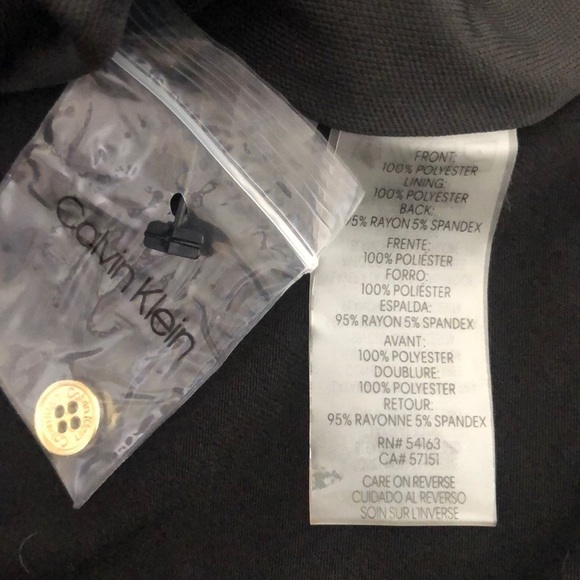 Calvin Klein
FRONT:
100% POLYESTER
LINING:
100% POLYESTER
BACK:
95% RAYON 5% SPANDEX
FRENTE:
100% POLIÉSTER
FORRO:
100% POLIÉSTER
ESPALDA:
95% RAYON 5% SPANDEX
AVANT:
100% POLYESTER
DOUBLURE:
100% POLYESTER
RETOUR:
95% RAYONNE 5% SPANDEX
RN# 54163
CA# 57151
CARE ON REVERSE
CUIDADO AL REVERSO
SOIN SUR L'INVERSE